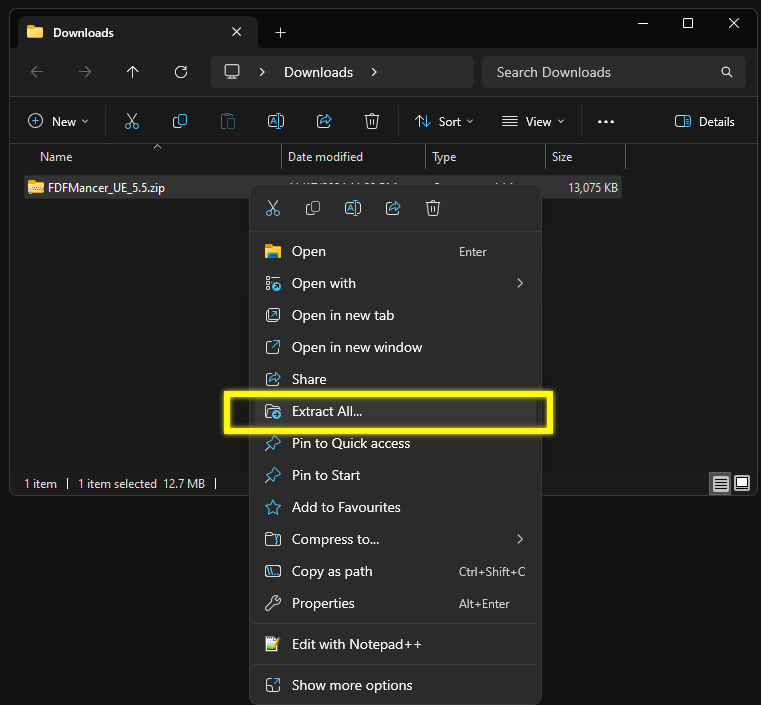 Downloads
Downloads
Search Downloads
New
Sort
View
Details
Name
Date modified
Type
Size
FDFMancer_UE_5.5.zip
13,075 KB
Open
Enter
Open with
Open in new tab
Open in new window
Share
Extract All...
Pin to Quick access
1 item
1 item selected
12.7 MB
Pin to Start
Add to Favourites
Compress to...
Copy as path
Ctrl+Shift+C
Properties
Alt+Enter
Edit with Notepad++
Show more options